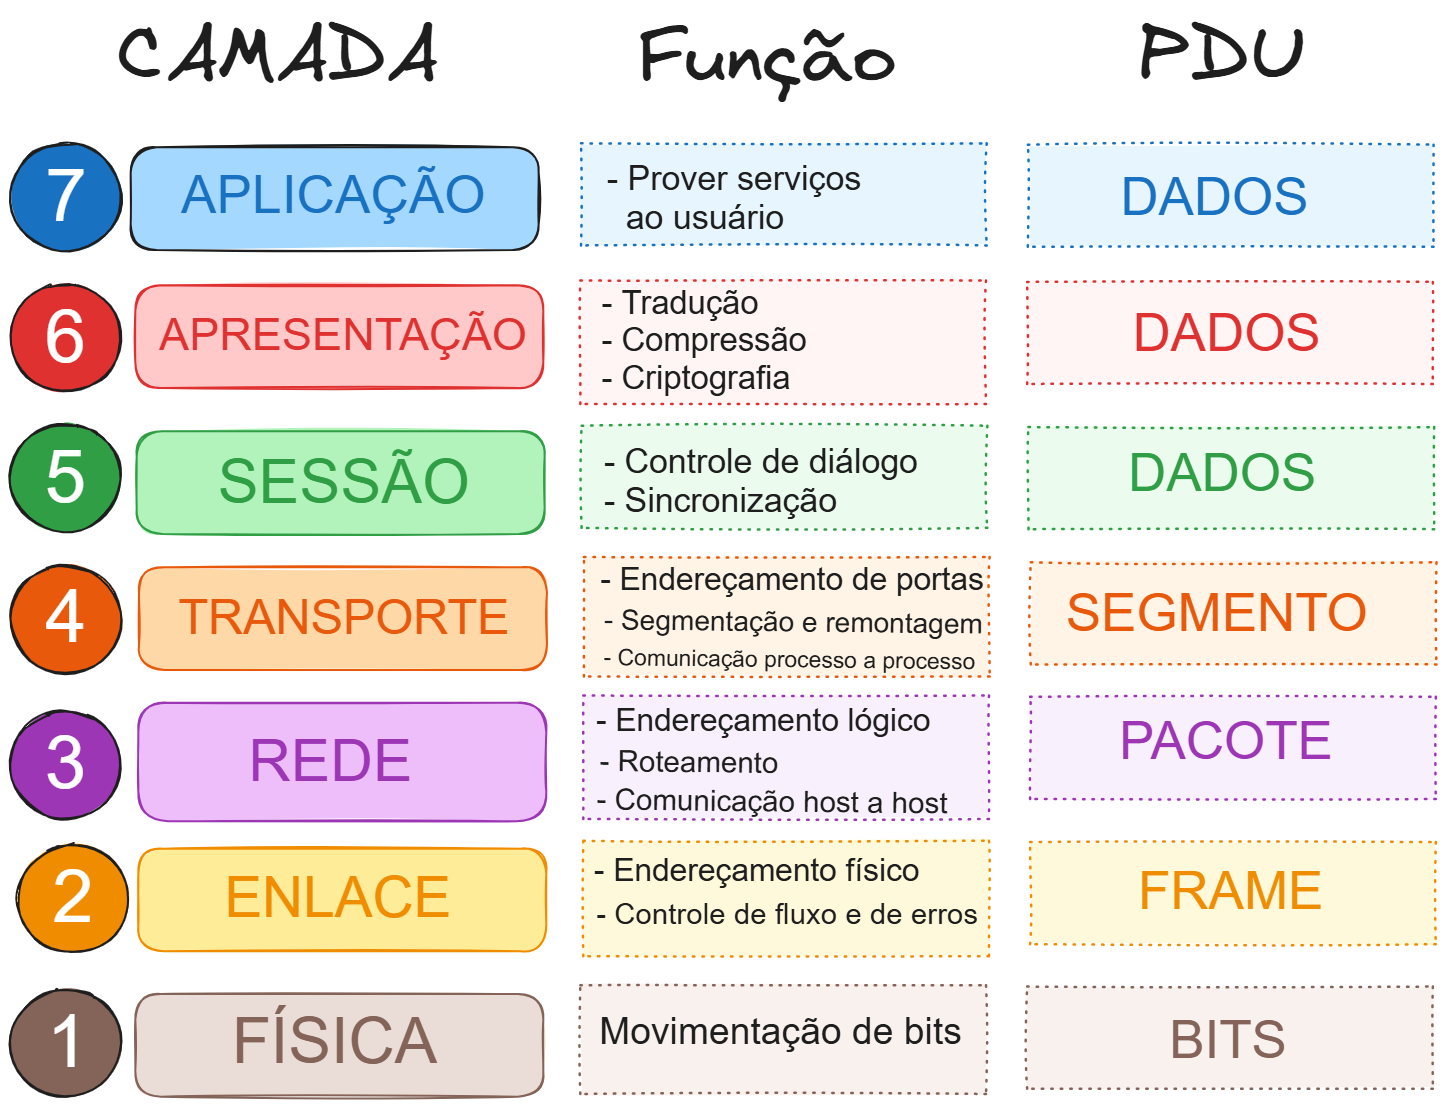 CAMADA Função PDU
7 APLICAÇÃO
- Prover serviços
ao usuário
DADOS
6 APRESENTAÇÃO
- Tradução
- Compressão
- Criptografia
DADOS
5 SESSÃO
- Controle de diálogo
- Sincronização
DADOS
4 TRANSPORTE
- Endereçamento de portas
- Segmentação e remontagem
- Comunicação processo a processo
SEGMENTO
3 REDE
- Endereçamento lógico
- Roteamento
- Comunicação host a host
PACOTE
2 ENLACE
- Endereçamento físico
- Controle de fluxo e de erros
FRAME
1 FÍSICA
Movimentação de bits
BITS